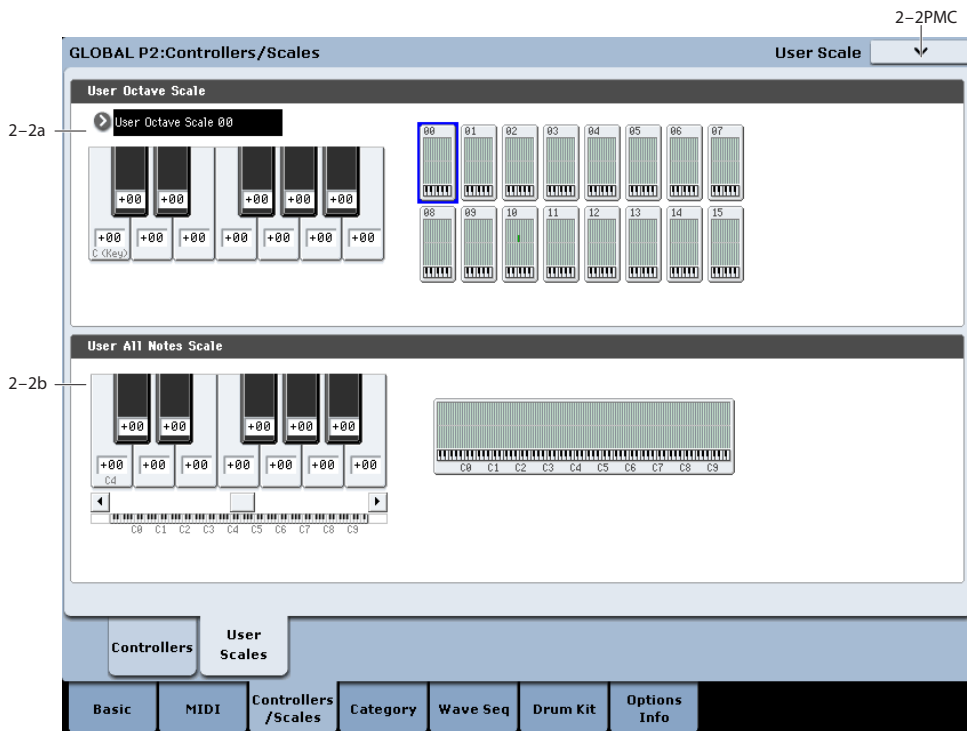 2–2PMC
GLOBAL P2:Controllers/Scales
User Scale
User Octave Scale
2–2a
User Octave Scale 00
00 01 02 03 04 05 06 07
+00 +00 +00 +00 +00
08 09 10 11 12 13 14 15
+00 +00 +00 +00 +00 +00 +00
C (Key)
User All Notes Scale
2–2b
+00 +00 +00 +00 +00
+00 +00 +00 +00 +00 +00 +00
C4
C0 C1 C2 C3 C4 C5 C6 C7 C8 C9
C0 C1 C2 C3 C4 C5 C6 C7 C8 C9
Controllers
User
Scales
Basic
MIDI
Controllers
/Scales
Category
Wave Seq
Drum Kit
Options
Info